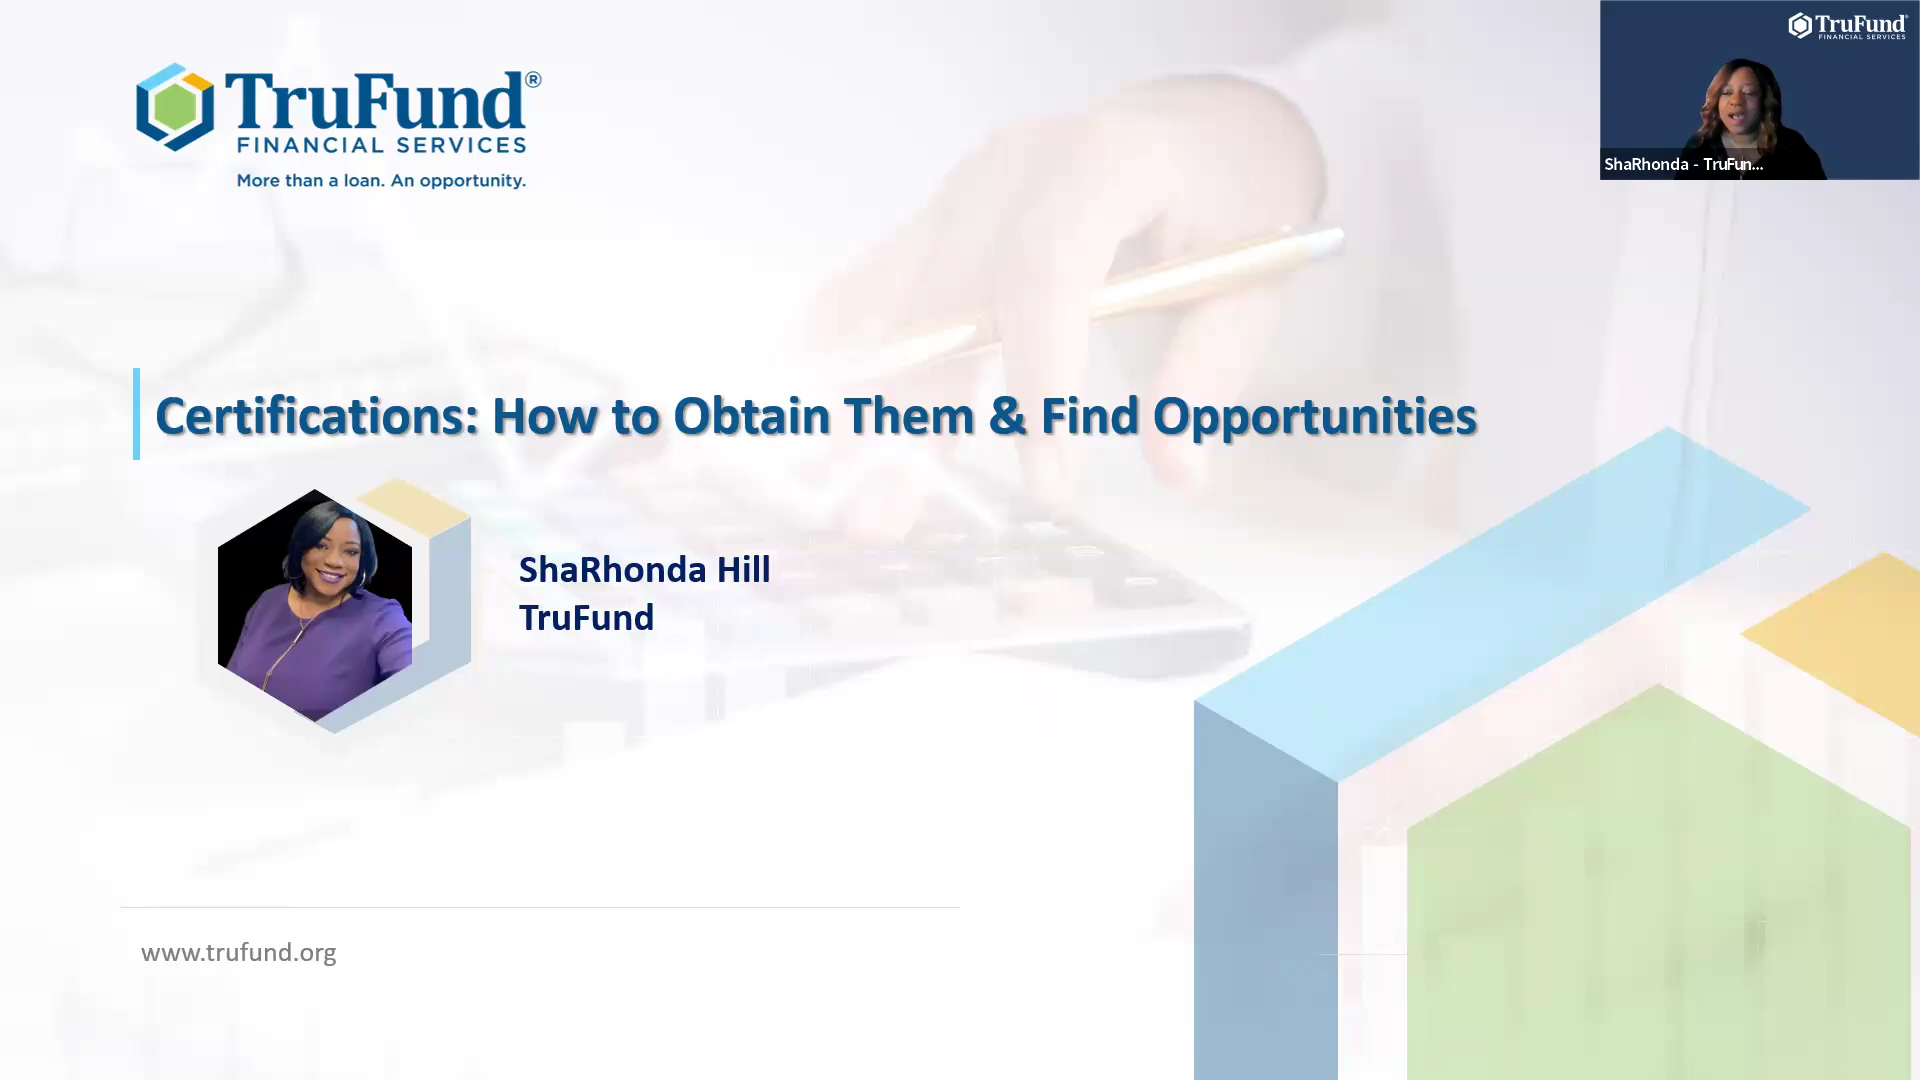 TruFund®
FINANCIAL SERVICES
More than a loan. An opportunity.
TruFund®
FINANCIAL SERVICES
ShaRhonda - TruFun...
Certifications: How to Obtain Them & Find Opportunities
ShaRhonda Hill
TruFund
www.trufund.org